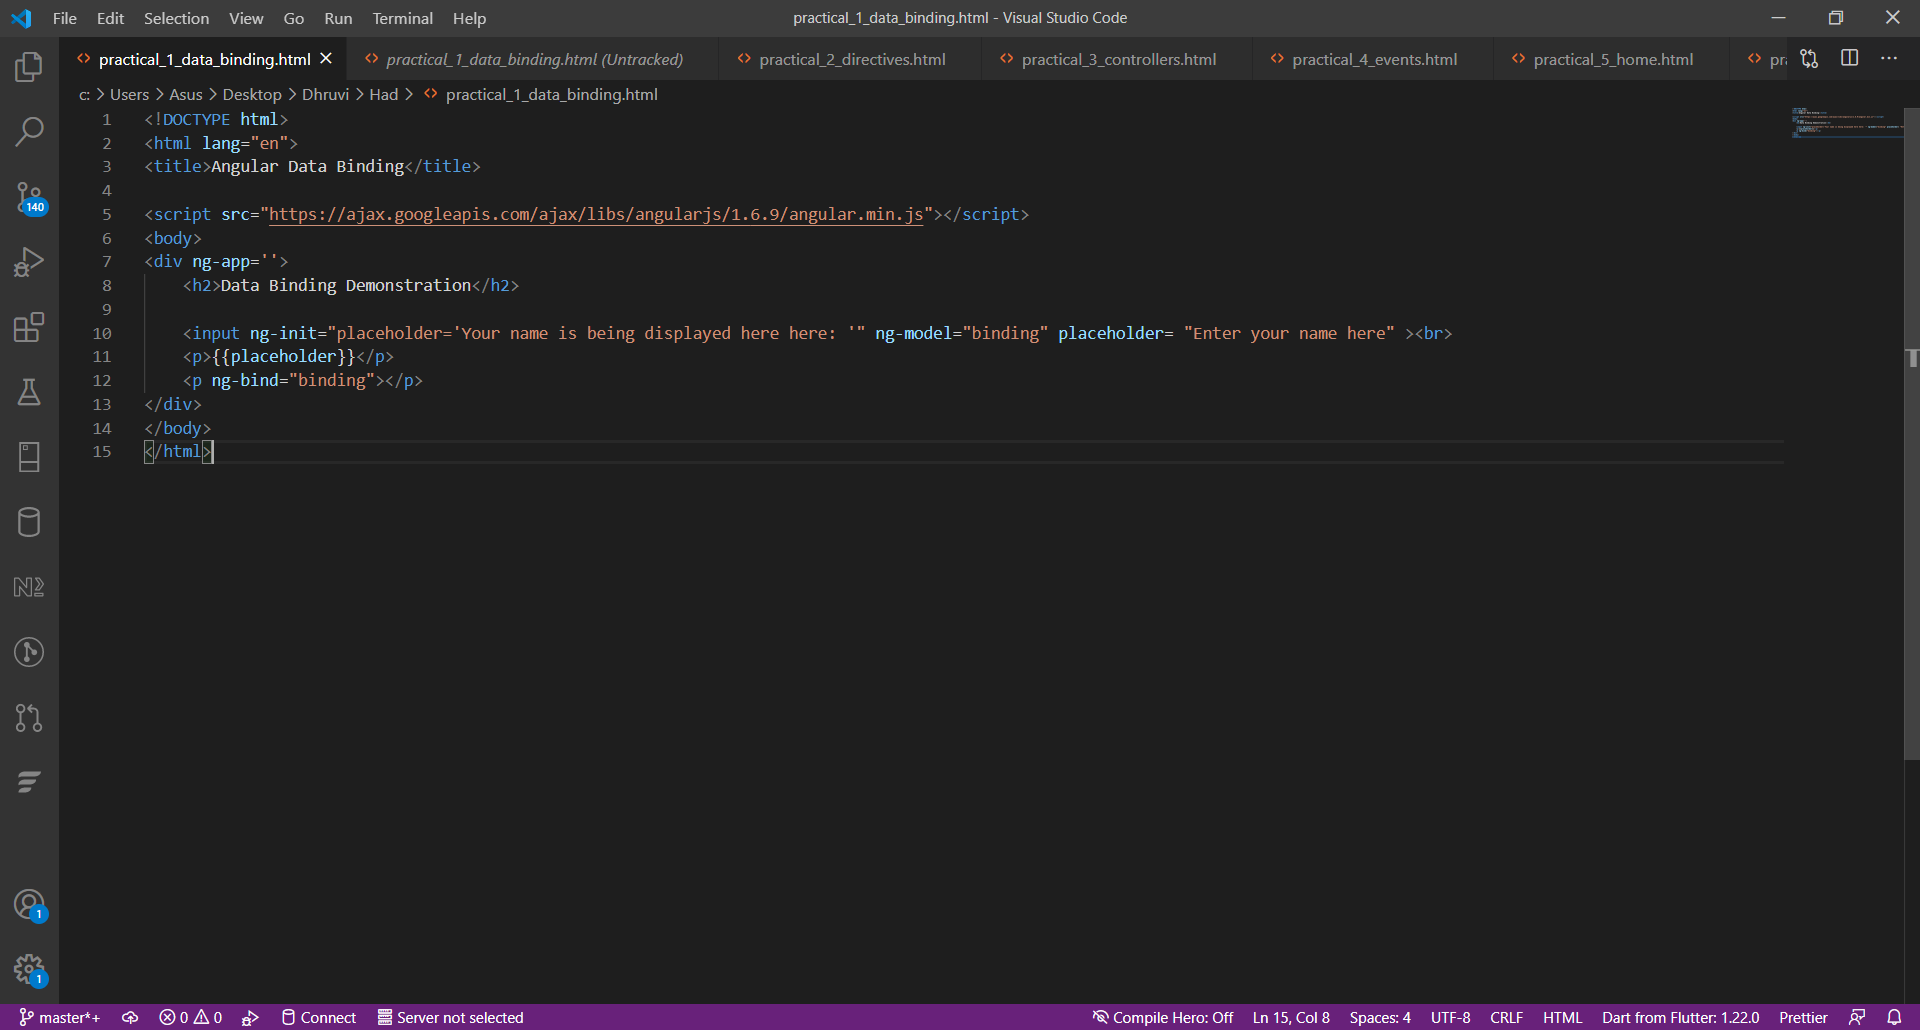 File Edit Selection View Go Run Terminal Help practical_1_data_binding.html - Visual Studio Code
practical_1_data_binding.html practical_1_data_binding.html (Untracked) practical_2_directives.html practical_3_controllers.html practical_4_events.html practical_5_home.html pra
c: > Users > Asus > Desktop > Dhruvi > Had > practical_1_data_binding.html
1 <!DOCTYPE html>
2 <html lang="en">
3 <title>Angular Data Binding</title>
4
5 <script src="https://ajax.googleapis.com/ajax/libs/angularjs/1.6.9/angular.min.js"></script>
6 <body>
7 <div ng-app=''>
8     <h2>Data Binding Demonstration</h2>
9
10     <input ng-init="placeholder='Your name is being displayed here here: '" ng-model="binding" placeholder= "Enter your name here" ><br>
11     <p>{{placeholder}}</p>
12     <p ng-bind="binding"></p>
13 </div>
14 </body>
15 </html>
140
1
1
master*+ 0 0 Connect Server not selected Compile Hero: Off Ln 15, Col 8 Spaces: 4 UTF-8 CRLF HTML Dart from Flutter: 1.22.0 Prettier